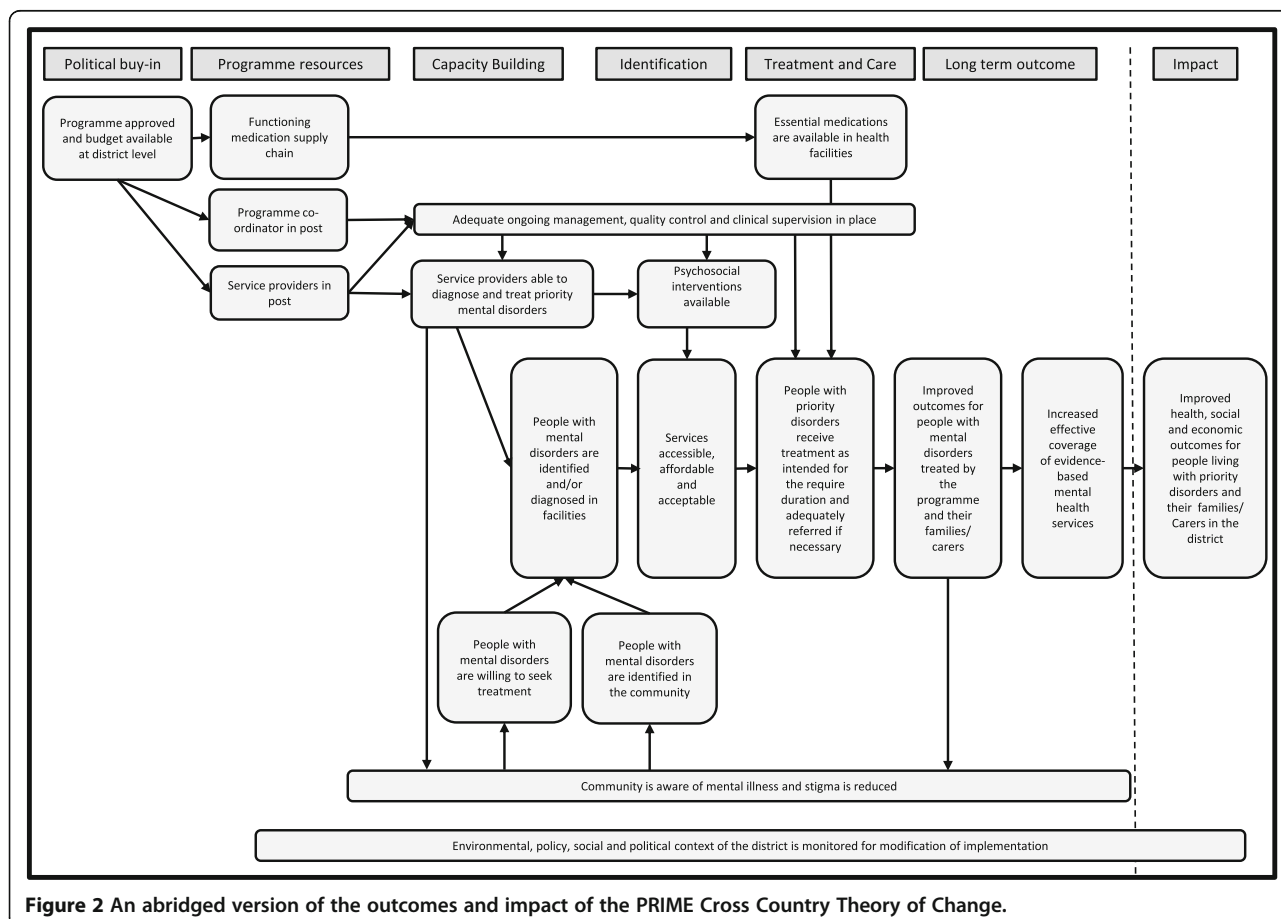 Political buy-in
Programme resources
Capacity Building
Identification
Treatment and Care
Long term outcome
Impact
Programme approved
and budget available
at district level
Functioning
medication supply
chain
Essential medications
are available in health
facilities
Programme co-
ordinator in post
Adequate ongoing management, quality control and clinical supervision in place
Service providers in
post
Service providers able to
diagnose and treat priority
mental disorders
Psychosocial
interventions
available
People with
mental
disorders are
identified
and/or
diagnosed in
facilities
Services
accessible,
affordable
and
acceptable
People with
priority
disorders
receive
treatment as
intended for
the require
duration and
adequately
referred if
necessary
Improved
outcomes for
people with
mental
disorders
treated by
the
programme
and their
families/
carers
Increased
effective
coverage
of evidence-
based
mental
health
services
Improved
health, social
and economic
outcomes for
people living
with priority
disorders and
their families/
Carers in the
district
People with
mental disorders
are willing to seek
treatment
People with
mental disorders
are identified in
the community
Community is aware of mental illness and stigma is reduced
Environmental, policy, social and political context of the district is monitored for modification of implementation
Figure 2 An abridged version of the outcomes and impact of the PRIME Cross Country Theory of Change.